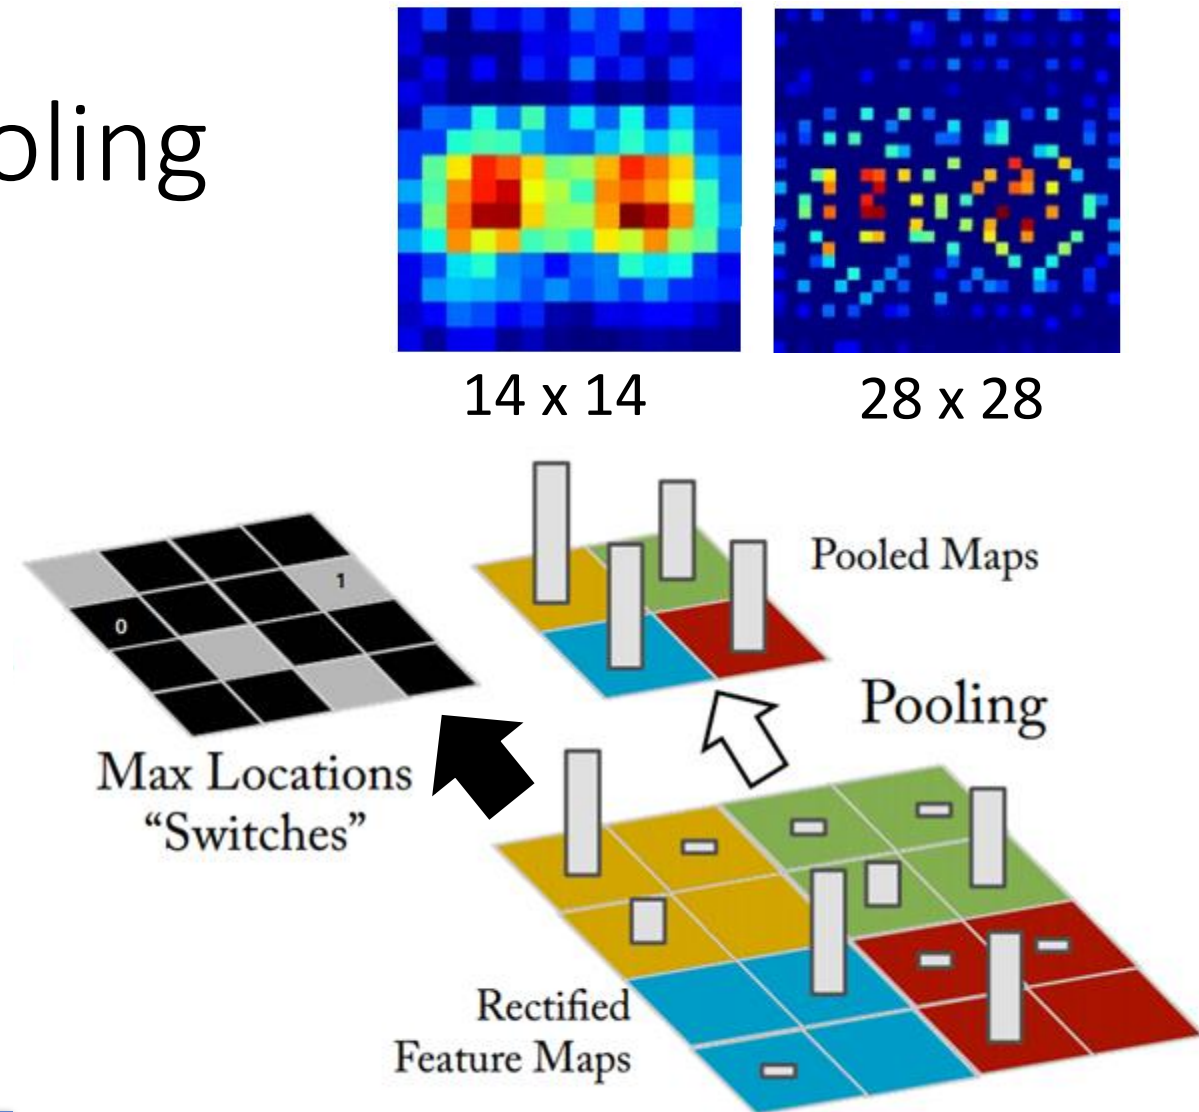 oling
14 x 14
28 x 28
Pooled Maps
1
0
Pooling
Max Locations
“Switches”
Rectified
Feature Maps